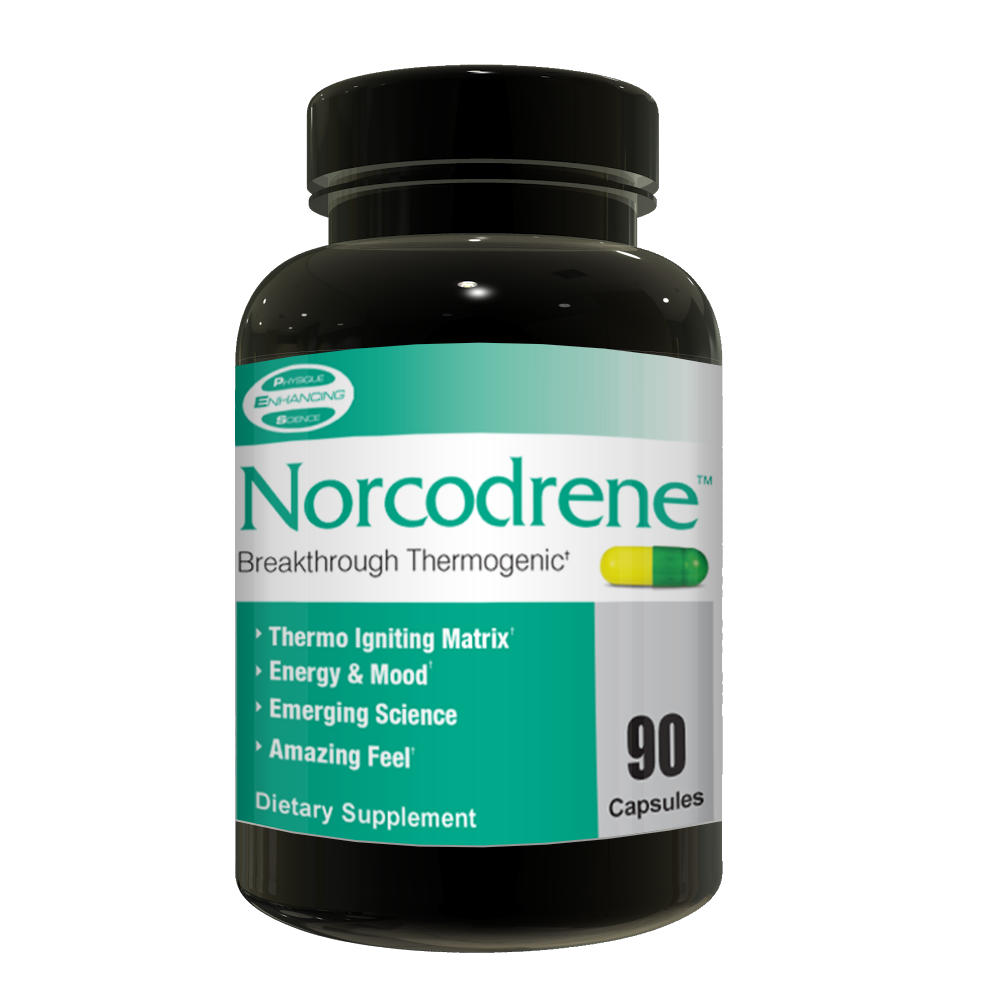 PHYSIQUE
ENHANCING
SCIENCE
Norcodrene™
Breakthrough Thermogenic†
‣ Thermo Igniting Matrix†
‣ Energy & Mood†
‣ Emerging Science
‣ Amazing Feel†
Dietary Supplement
90
Capsules